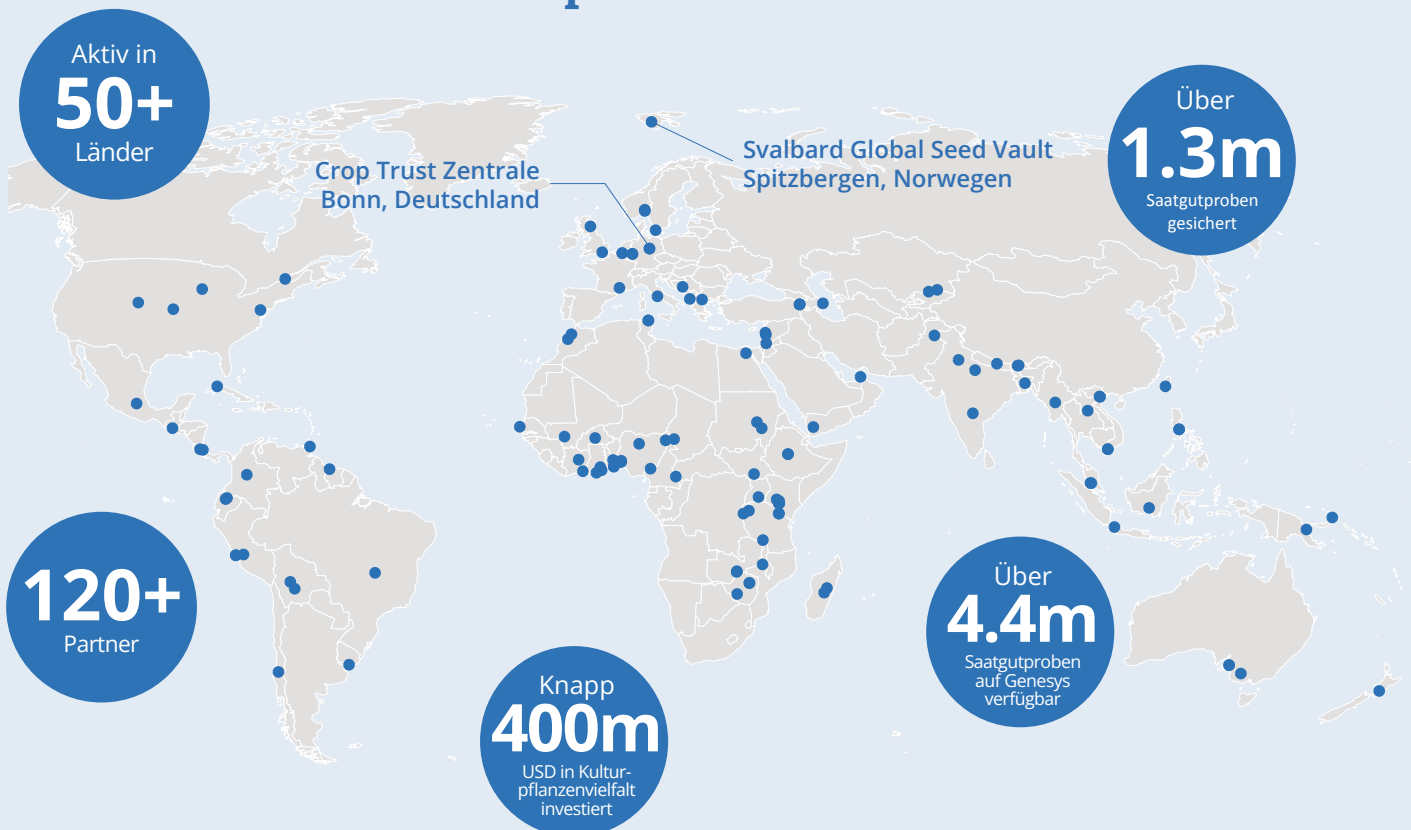 Aktiv in
50+
Länder
Über
1.3m
Saatgutproben
gesichert
Svalbard Global Seed Vault
Spitzbergen, Norwegen
Crop Trust Zentrale
Bonn, Deutschland
120+
Partner
Über
4.4m
Saatgutproben
auf Genesys
verfügbar
Knapp
400m
USD in Kultur-
pflanzenvielfalt
investiert